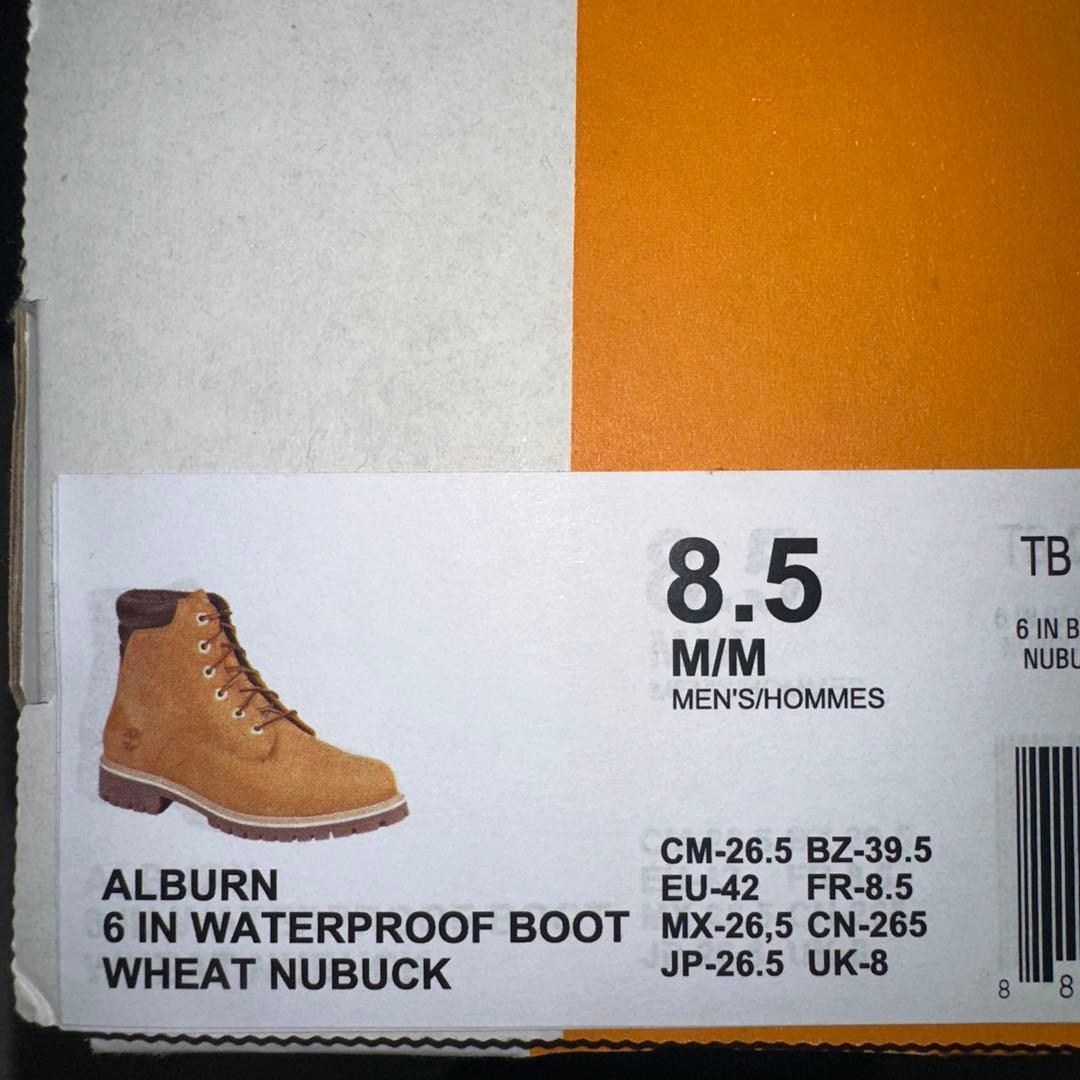 8.5
M/M
MEN'S/HOMMES
ALBURN
6 IN WATERPROOF BOOT
WHEAT NUBUCK
CM-26.5 BZ-39.5
EU-42 FR-8.5
MX-26,5 CN-265
JP-26.5 UK-8
TB
6 IN
8 8